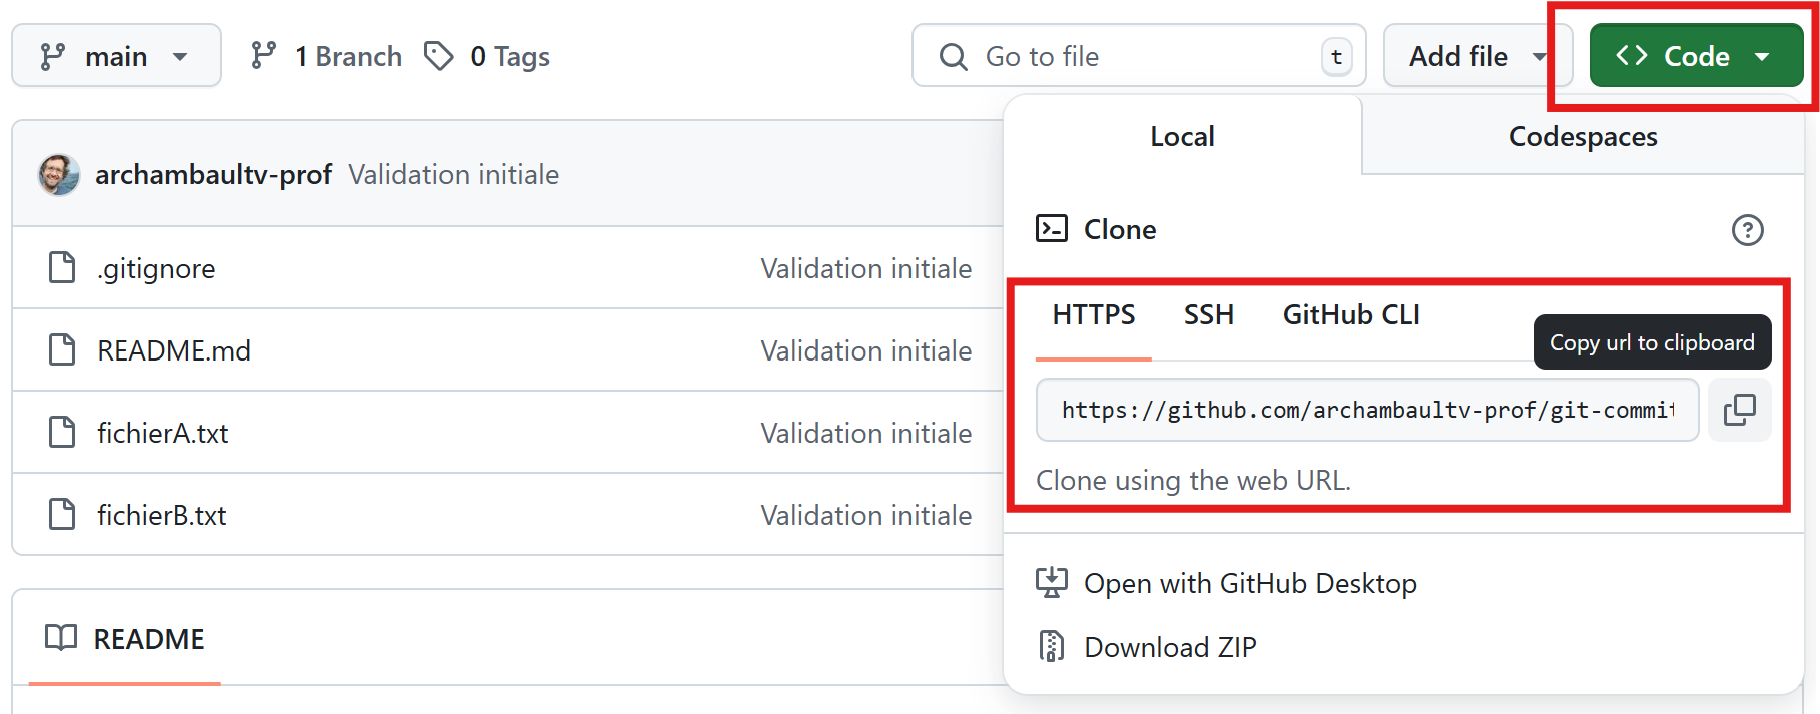 main
1 Branch
0 Tags
Go to file
t
Add file
<> Code
Local
Codespaces
archambaultv-prof Validation initiale
Clone
?
.gitignore
Validation initiale
HTTPS
SSH
GitHub CLI
Copy url to clipboard
README.md
Validation initiale
https://github.com/archambaultv-prof/git-commit
fichierA.txt
Validation initiale
Clone using the web URL.
fichierB.txt
Validation initiale
Open with GitHub Desktop
README
Download ZIP